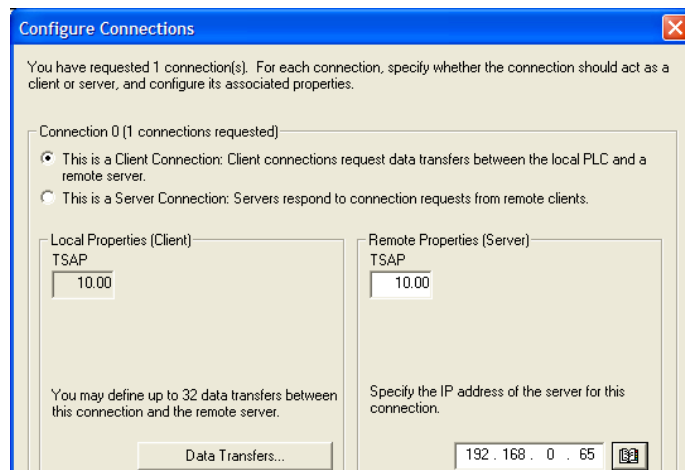 Configure Connections
You have requested 1 connection(s). For each connection, specify whether the connection should act as a
client or server, and configure its associated properties.
Connection 0 (1 connections requested)
This is a Client Connection: Client connections request data transfers between the local PLC and a
remote server.
This is a Server Connection: Servers respond to connection requests from remote clients.
Local Properties (Client)
TSAP
10.00
You may define up to 32 data transfers between
this connection and the remote server.
Data Transfers...
Remote Properties (Server)
TSAP
10.00
Specify the IP address of the server for this
connection.
192 . 168 . 0 . 65